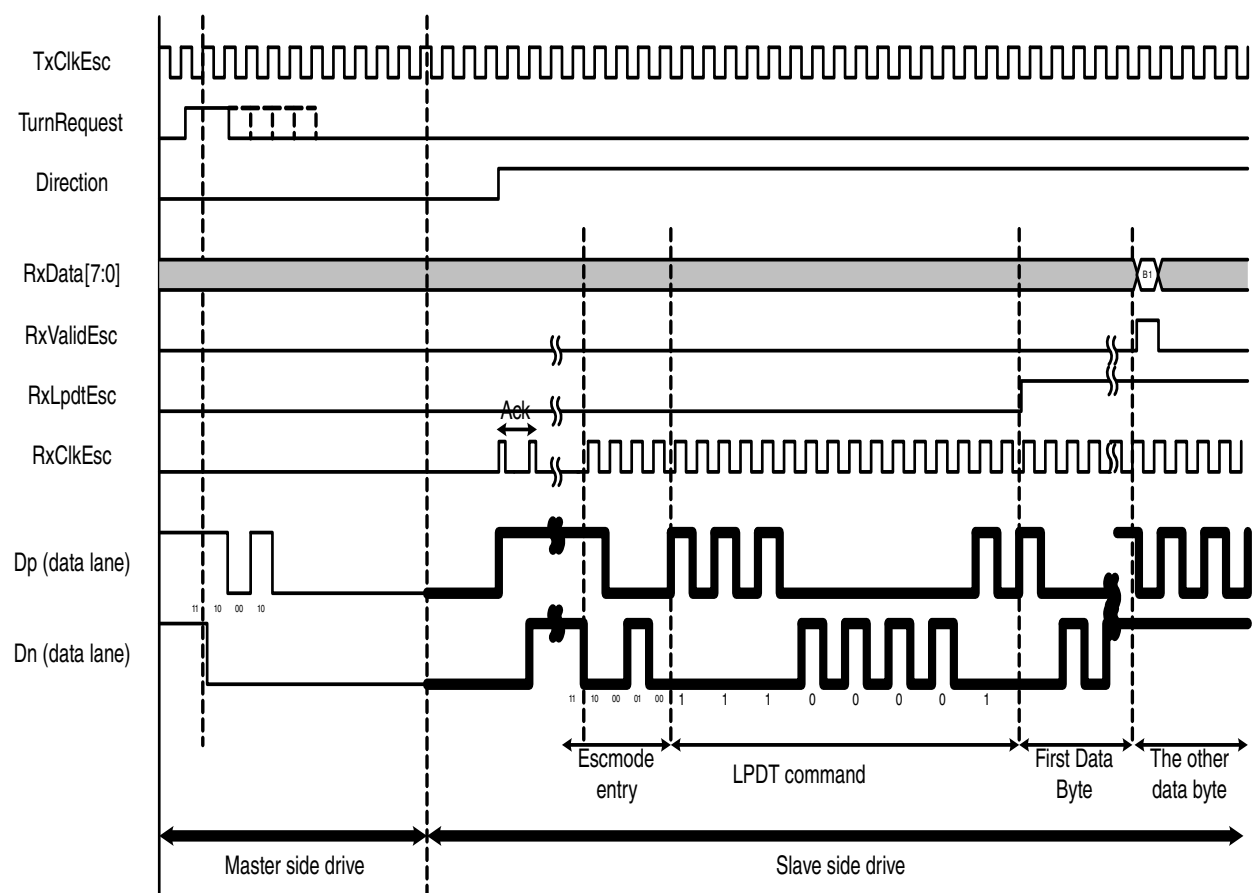 TxClkEsc
TurnRequest
Direction
RxData[7:0]
B1
RxValidEsc
RxLpdtEsc
Ack
RxClkEsc
Dp (data lane)
11 10 00 10
Dn (data lane)
11 10 00 01 00 1 1 1 0 0 0 0 1
Escmode
entry
LPDT command
First Data
Byte
The other
data byte
Master side drive
Slave side drive